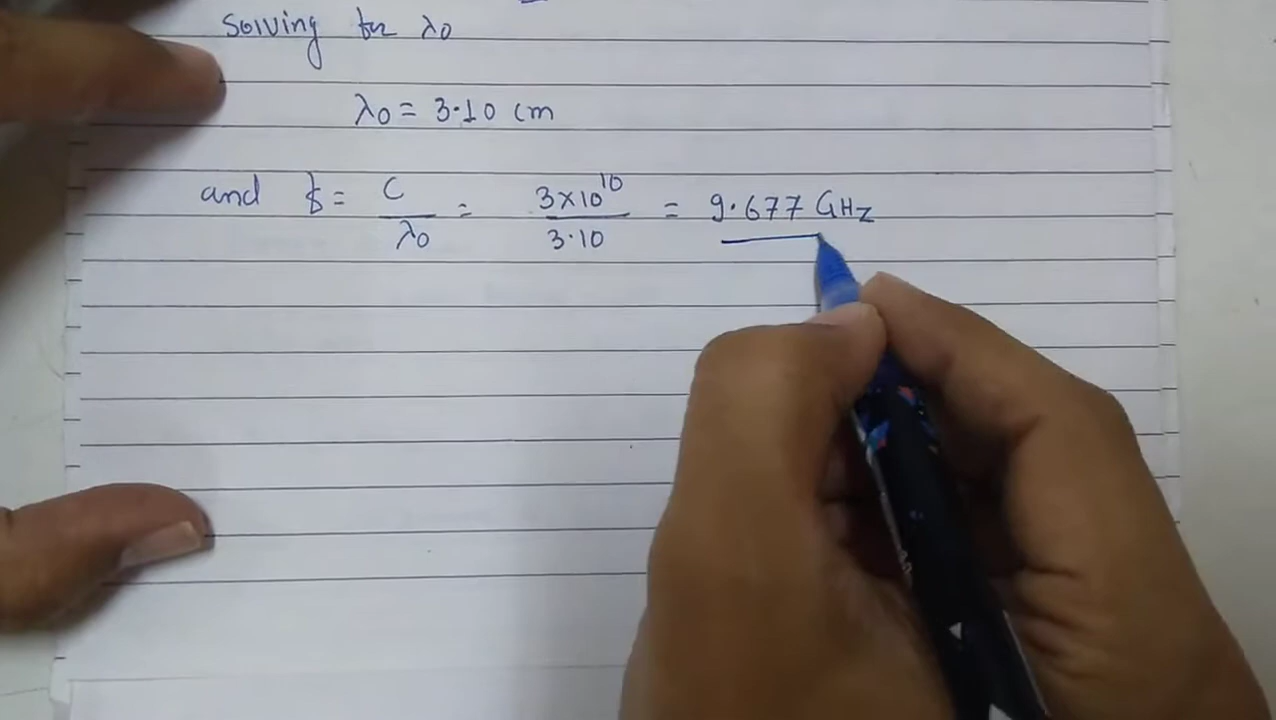 Solving for λ0
λ0 = 3.10 cm
and f = C / λ0 = 3×10^10 / 3.10 = 9.677 GHz